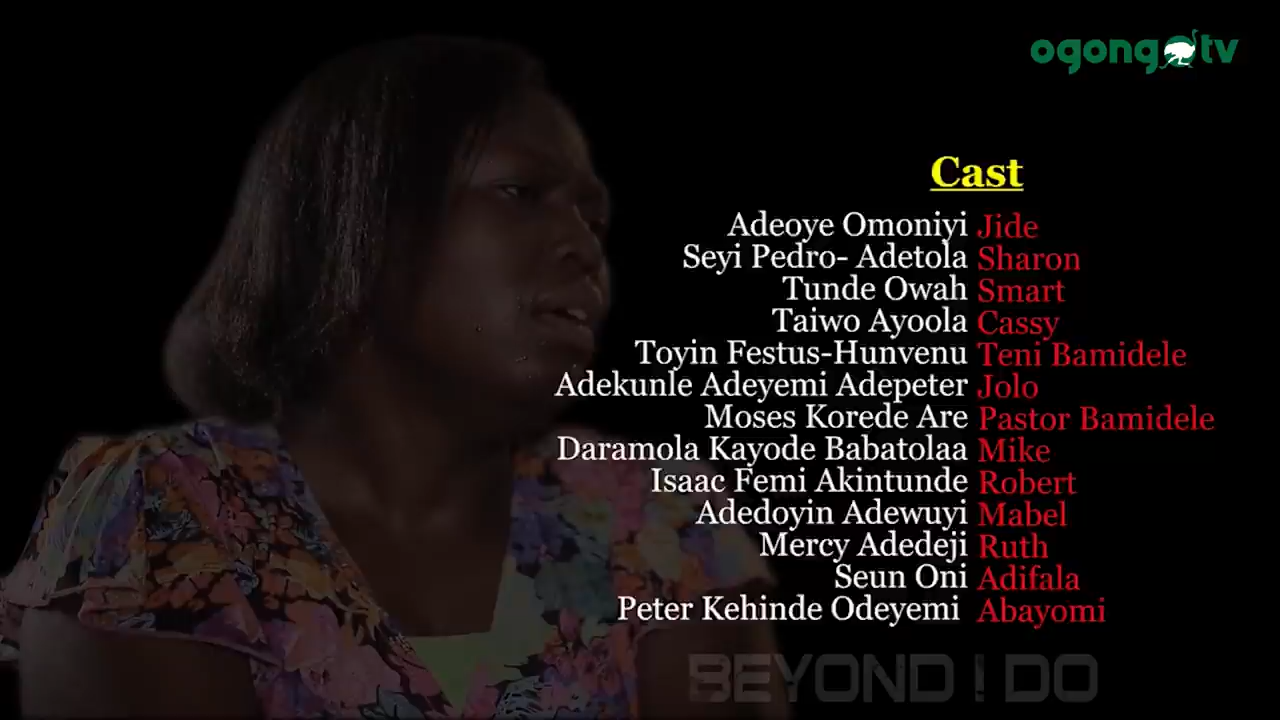 ogongotv
Cast
Adeoye Omoniyi Jide
Seyi Pedro- Adetola Sharon
Tunde Owah Smart
Taiwo Ayoola Cassy
Toyin Festus-Hunvenu Teni Bamidele
Adekunle Adeyemi Adepeter Jolo
Moses Korede Are Pastor Bamidele
Daramola Kayode Babatolaa Mike
Isaac Femi Akintunde Robert
Adedoyin Adewuyi Mabel
Mercy Adedeji Ruth
Seun Oni Adifala
Peter Kehinde Odeyemi Abayomi
BEYOND I DO